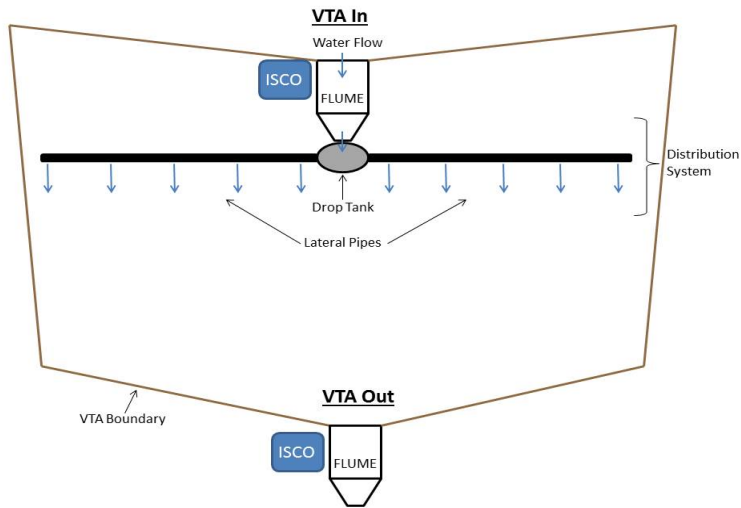 VTA In
Water Flow
ISCO
FLUME
Distribution
System
Drop Tank
Lateral Pipes
VTA Out
VTA Boundary
ISCO
FLUME